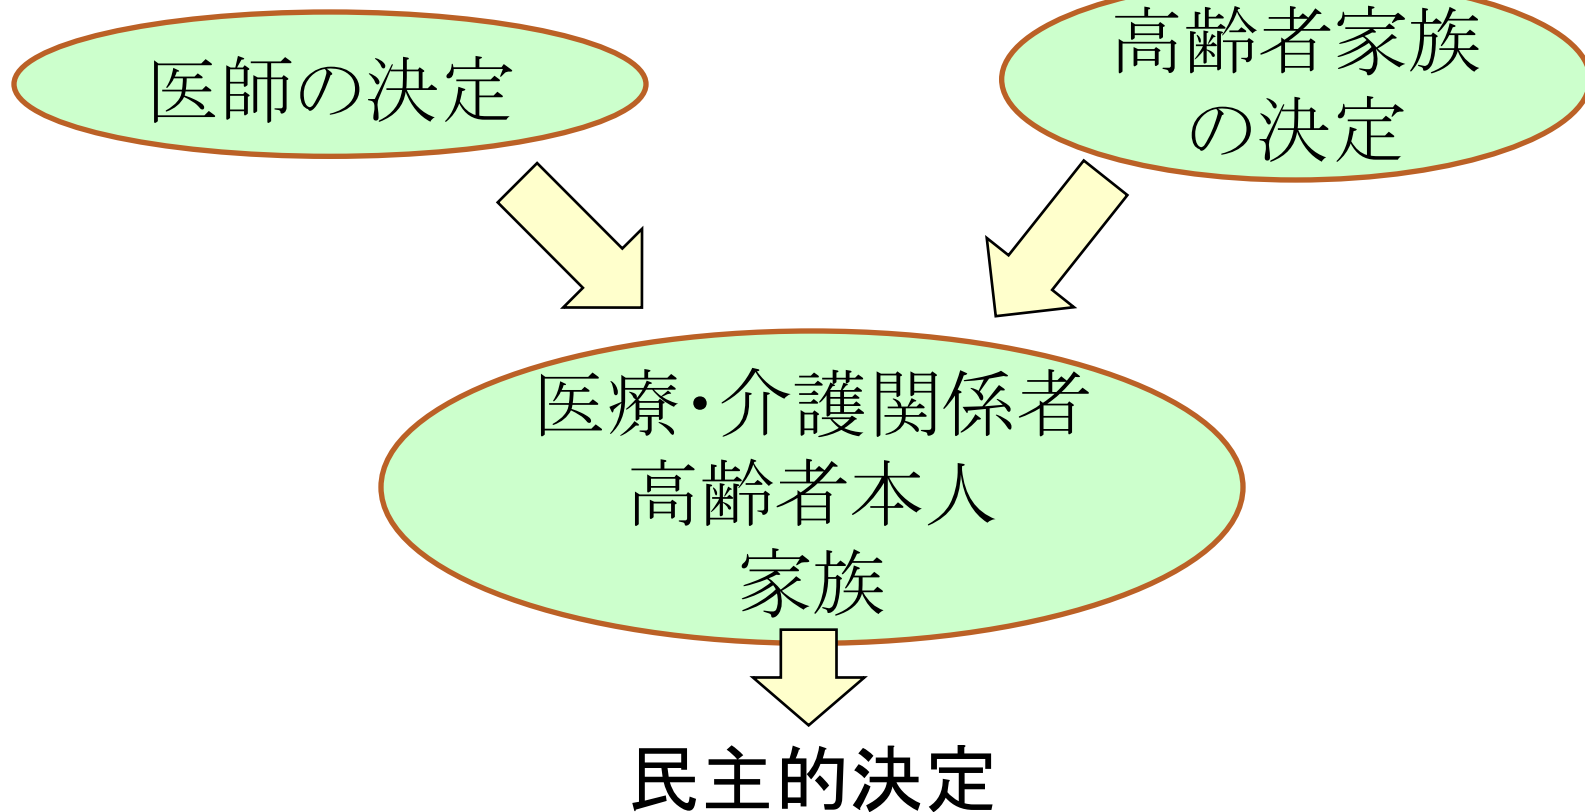 医師の決定
高齢者家族
の決定
医療・介護関係者
高齢者本人
家族
民主的決定